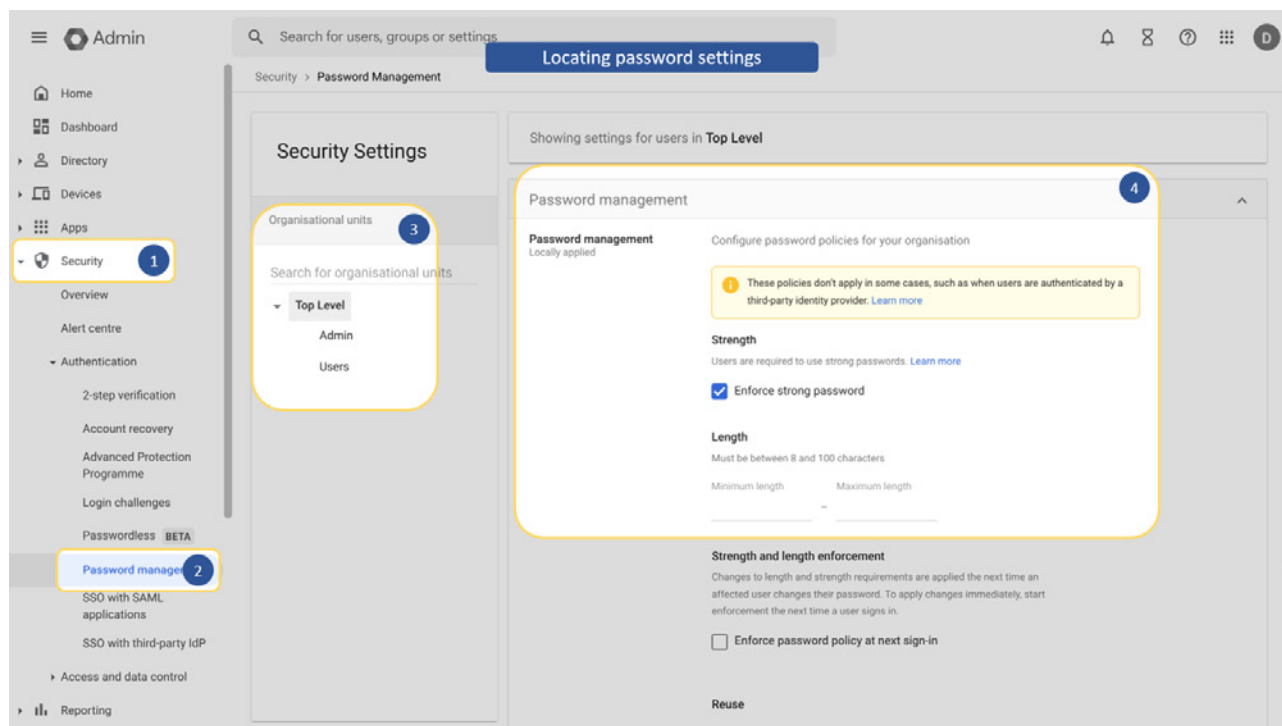 Admin
Search for users, groups or settings
Locating password settings
Security > Password Management
Home
Dashboard
Directory
Devices
Apps
Security
1
Overview
Alert centre
Authentication
2-step verification
Account recovery
Advanced Protection
Programme
Login challenges
Passwordless BETA
Password manage
2
SSO with SAML
applications
SSO with third-party IdP
Access and data control
Reporting
Security Settings
Organisational units
3
Search for organisational units
Top Level
Admin
Users
Showing settings for users in Top Level
4
Password management
Password management
Locally applied
Configure password policies for your organisation
These policies don't apply in some cases, such as when users are authenticated by a
third-party identity provider. Learn more
Strength
Users are required to use strong passwords. Learn more
Enforce strong password
Length
Must be between 8 and 100 characters
Minimum length Maximum length
–
Strength and length enforcement
Changes to length and strength requirements are applied the next time an
affected user changes their password. To apply changes immediately, start
enforcement the next time a user signs in.
Enforce password policy at next sign-in
Reuse
D